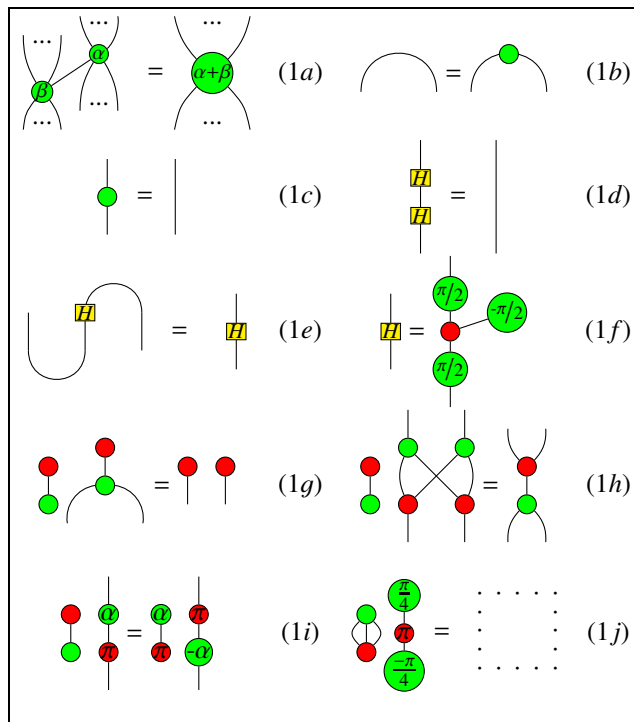 ... ...
α
β = α+β (1a) = (1b)
... ...
...
= (1c) H H = (1d)
H = H (1e) H = π/2 -π/2 π/2 (1f)
= (1g) = (1h)
α π = α π π -α (1i) π/4 π -π/4 = (1j)